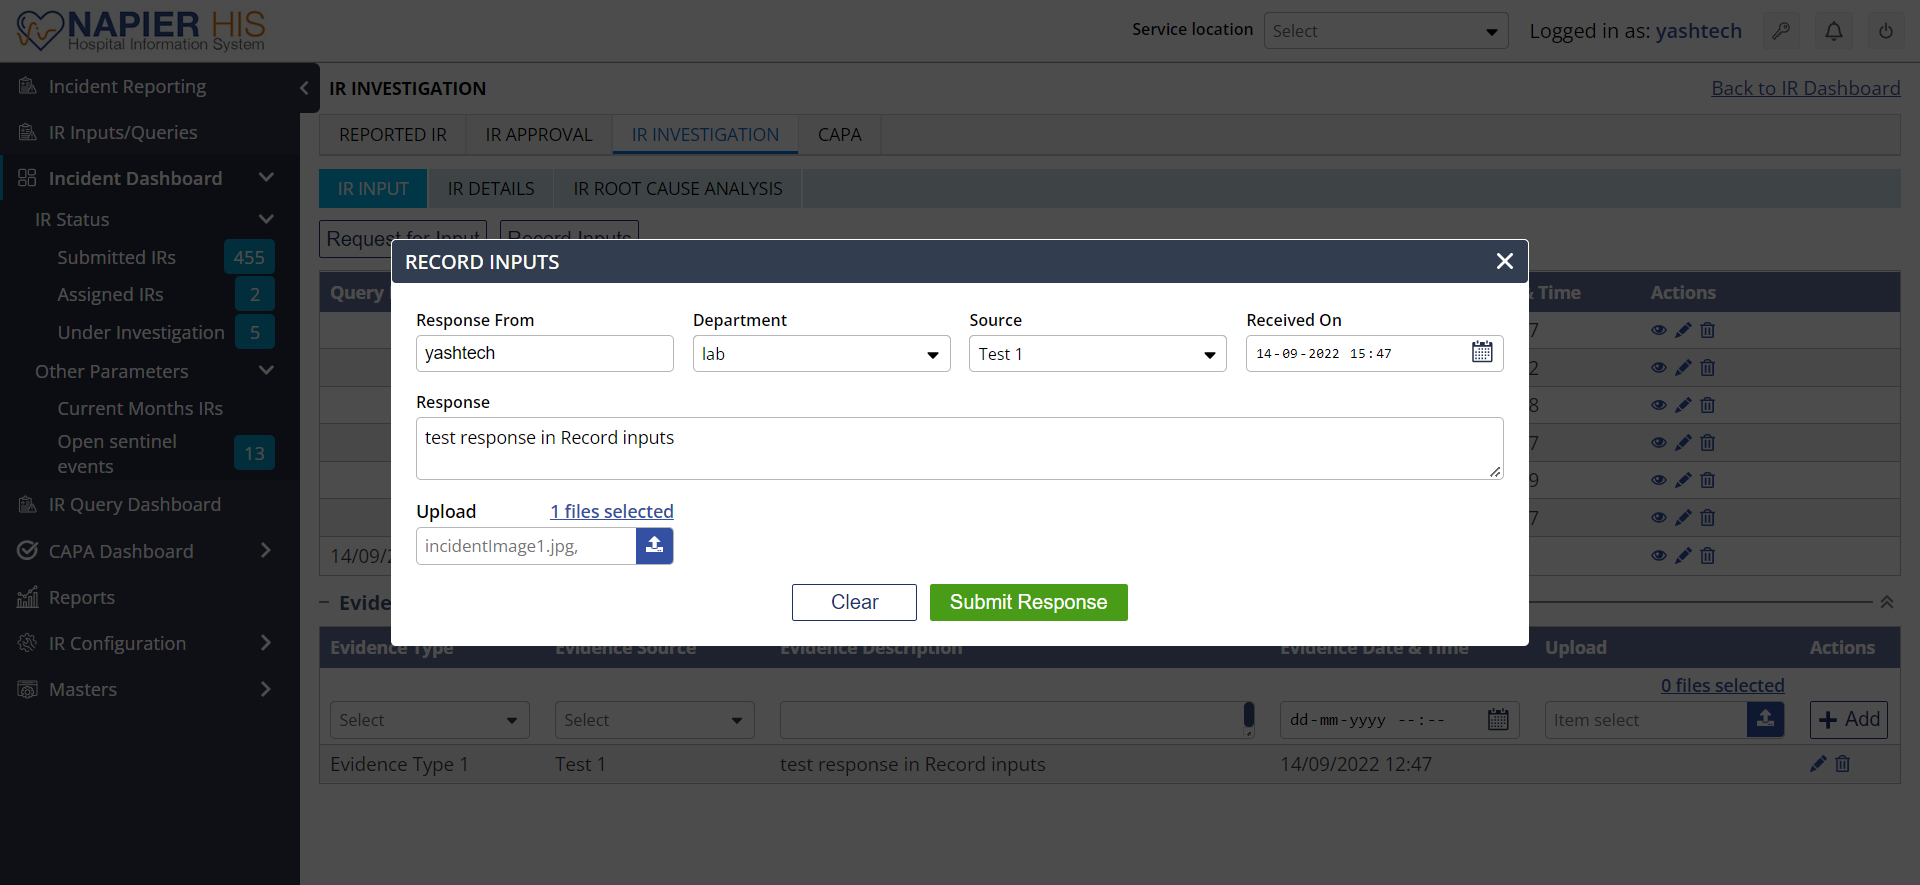 NAPIER HIS
Hospital Information System
Service location
Select
Logged in as: yashtech
Incident Reporting
IR Inputs/Queries
Incident Dashboard
IR Status
Submitted IRs 455
Assigned IRs 2
Under Investigation 5
Other Parameters
Current Months IRs
Open sentinel
events
13
IR Query Dashboard
CAPA Dashboard
Reports
IR Configuration
Masters
IR INVESTIGATION
Back to IR Dashboard
REPORTED IR IR APPROVAL IR INVESTIGATION CAPA
IR INPUT IR DETAILS IR ROOT CAUSE ANALYSIS
Request for Input Record Inputs
Query
Time Actions
7
2
8
7
9
7
14/09/
RECORD INPUTS
Response From Department Source Received On
yashtech lab Test 1 14-09-2022 15:47
Response
test response in Record inputs
Upload 1 files selected
incidentImage1.jpg,
Clear Submit Response
Evide
Evidence Type Evidence Source Evidence Description Evidence Date & Time Upload Actions
0 files selected
Select Select dd-mm-yyyy --:-- Item select + Add
Evidence Type 1 Test 1 test response in Record inputs 14/09/2022 12:47